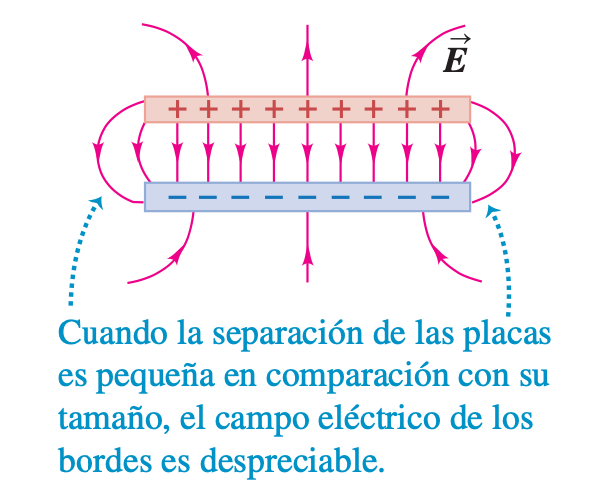 E
+ + + + + + + + +
− − − − − − − − −
Cuando la separación de las placas
es pequeña en comparación con su
tamaño, el campo eléctrico de los
bordes es despreciable.